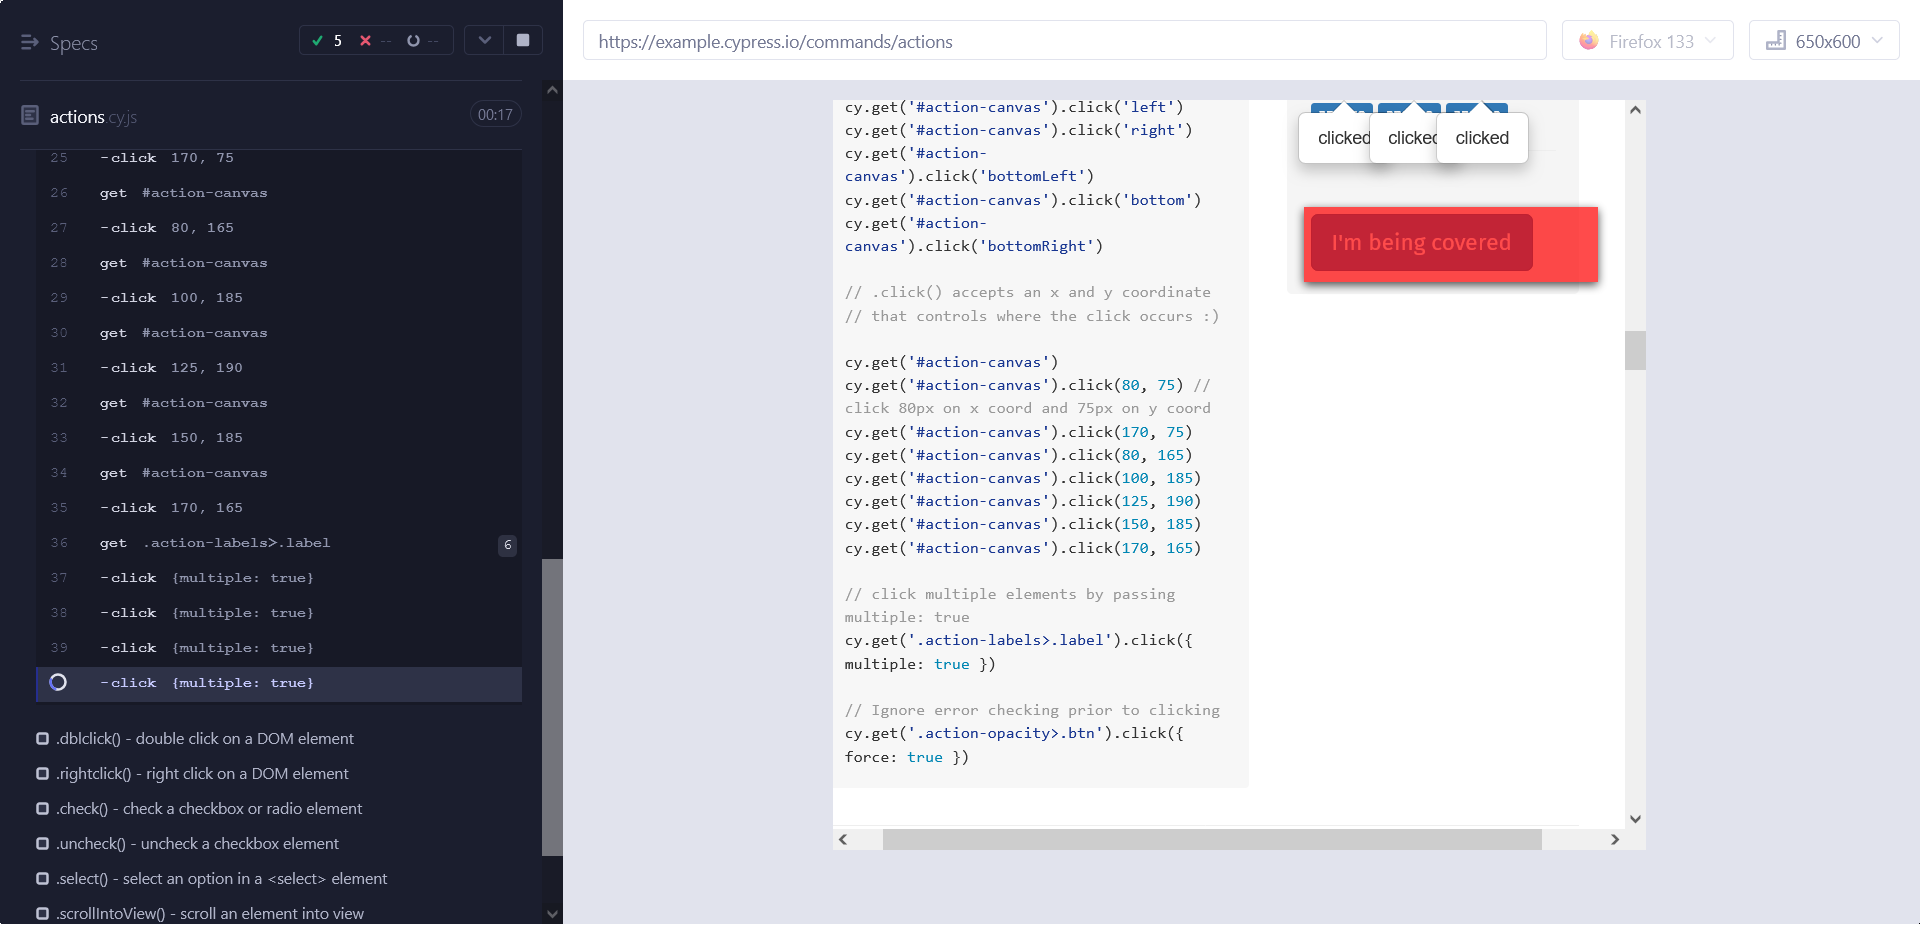 Specs
5
--
--
actions.cy.js
00:17
25 -click 170, 75
26 get #action-canvas
27 -click 80, 165
28 get #action-canvas
29 -click 100, 185
30 get #action-canvas
31 -click 125, 190
32 get #action-canvas
33 -click 150, 185
34 get #action-canvas
35 -click 170, 165
36 get .action-labels>.label 6
37 -click {multiple: true}
38 -click {multiple: true}
39 -click {multiple: true}
-click {multiple: true}
.dblclick() - double click on a DOM element
.rightclick() - right click on a DOM element
.check() - check a checkbox or radio element
.uncheck() - uncheck a checkbox element
.select() - select an option in a <select> element
.scrollIntoView() - scroll an element into view
https://example.cypress.io/commands/actions
Firefox 133
650x600
cy.get('#action-canvas').click('left')
cy.get('#action-canvas').click('right')
cy.get('#action-
canvas').click('bottomLeft')
cy.get('#action-canvas').click('bottom')
cy.get('#action-
canvas').click('bottomRight')
// .click() accepts an x and y coordinate
// that controls where the click occurs :)
cy.get('#action-canvas')
cy.get('#action-canvas').click(80, 75) //
click 80px on x coord and 75px on y coord
cy.get('#action-canvas').click(170, 75)
cy.get('#action-canvas').click(80, 165)
cy.get('#action-canvas').click(100, 185)
cy.get('#action-canvas').click(125, 190)
cy.get('#action-canvas').click(150, 185)
cy.get('#action-canvas').click(170, 165)
// click multiple elements by passing
multiple: true
cy.get('.action-labels>.label').click({
multiple: true })
// Ignore error checking prior to clicking
cy.get('.action-opacity>.btn').click({
force: true })
clicked
clicked
clicked
I'm being covered